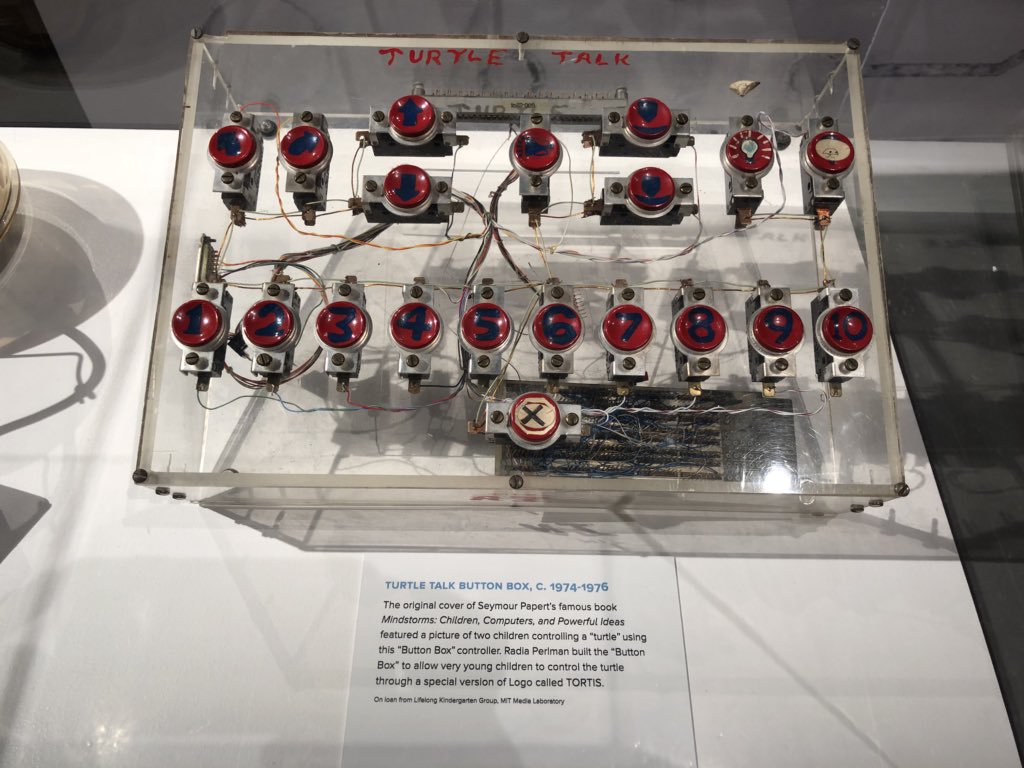 TURTLE TALK
1 2 3 4 5 6 7 8 9 10
X
TURTLE TALK BUTTON BOX, C. 1974-1976
The original cover of Seymour Papert's famous book
Mindstorms: Children, Computers, and Powerful Ideas
featured a picture of two children controlling a "turtle" using
this "Button Box" controller. Radia Perlman built the "Button
Box" to allow very young children to control the turtle
through a special version of Logo called TORTIS.
On loan from Lifelong Kindergarten Group, MIT Media Laboratory